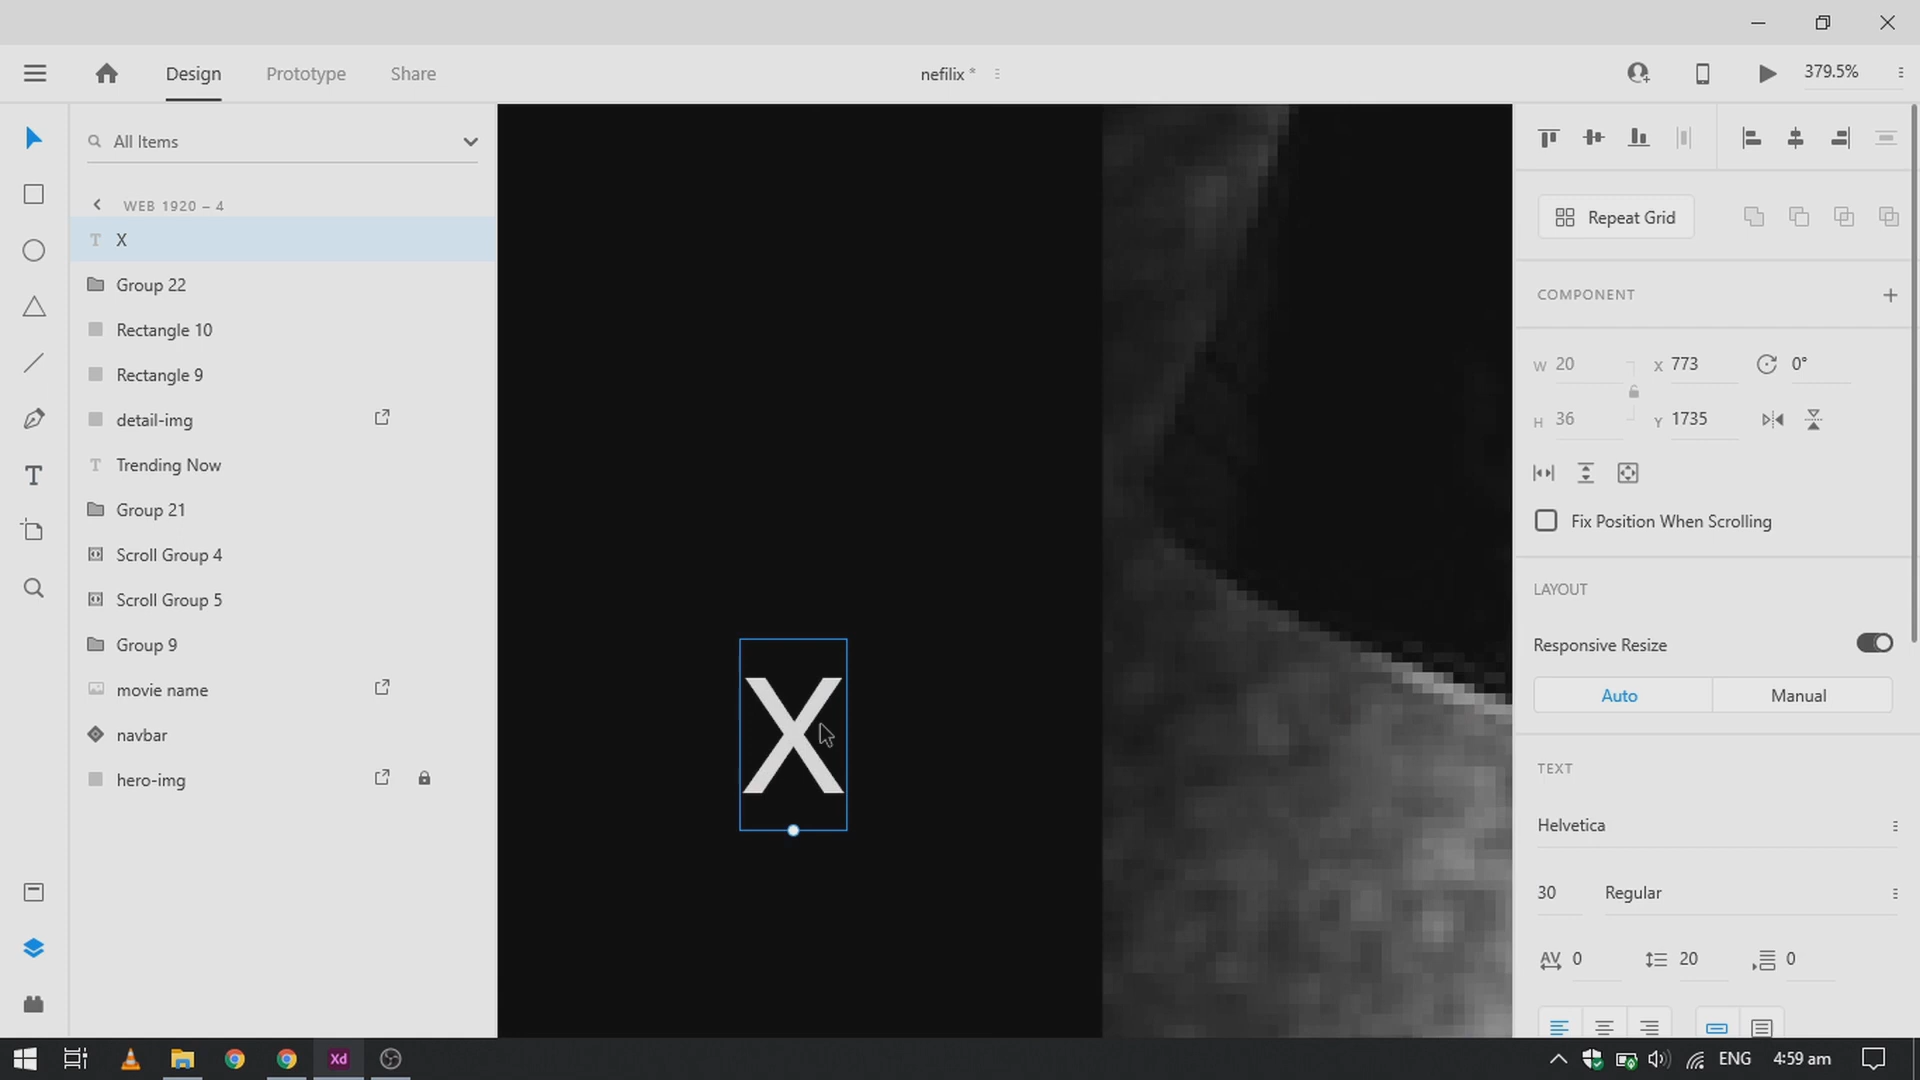 Design
Prototype
Share
nefilix *
379.5%
All Items
WEB 1920 – 4
T X
Group 22
Rectangle 10
Rectangle 9
detail-img
T Trending Now
Group 21
Scroll Group 4
Scroll Group 5
Group 9
movie name
navbar
hero-img
T
X
Repeat Grid
COMPONENT
W 20 X 773 0°
H 36 Y 1735
Fix Position When Scrolling
LAYOUT
Responsive Resize
Auto Manual
TEXT
Helvetica
30 Regular
AV 0 20 0
Xd
ENG 4:59 am